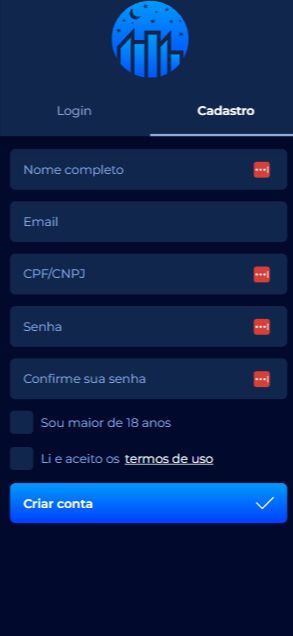 Login
Cadastro
Nome completo
Email
CPF/CNPJ
Senha
Confirme sua senha
Sou maior de 18 anos
Li e aceito os termos de uso
Criar conta